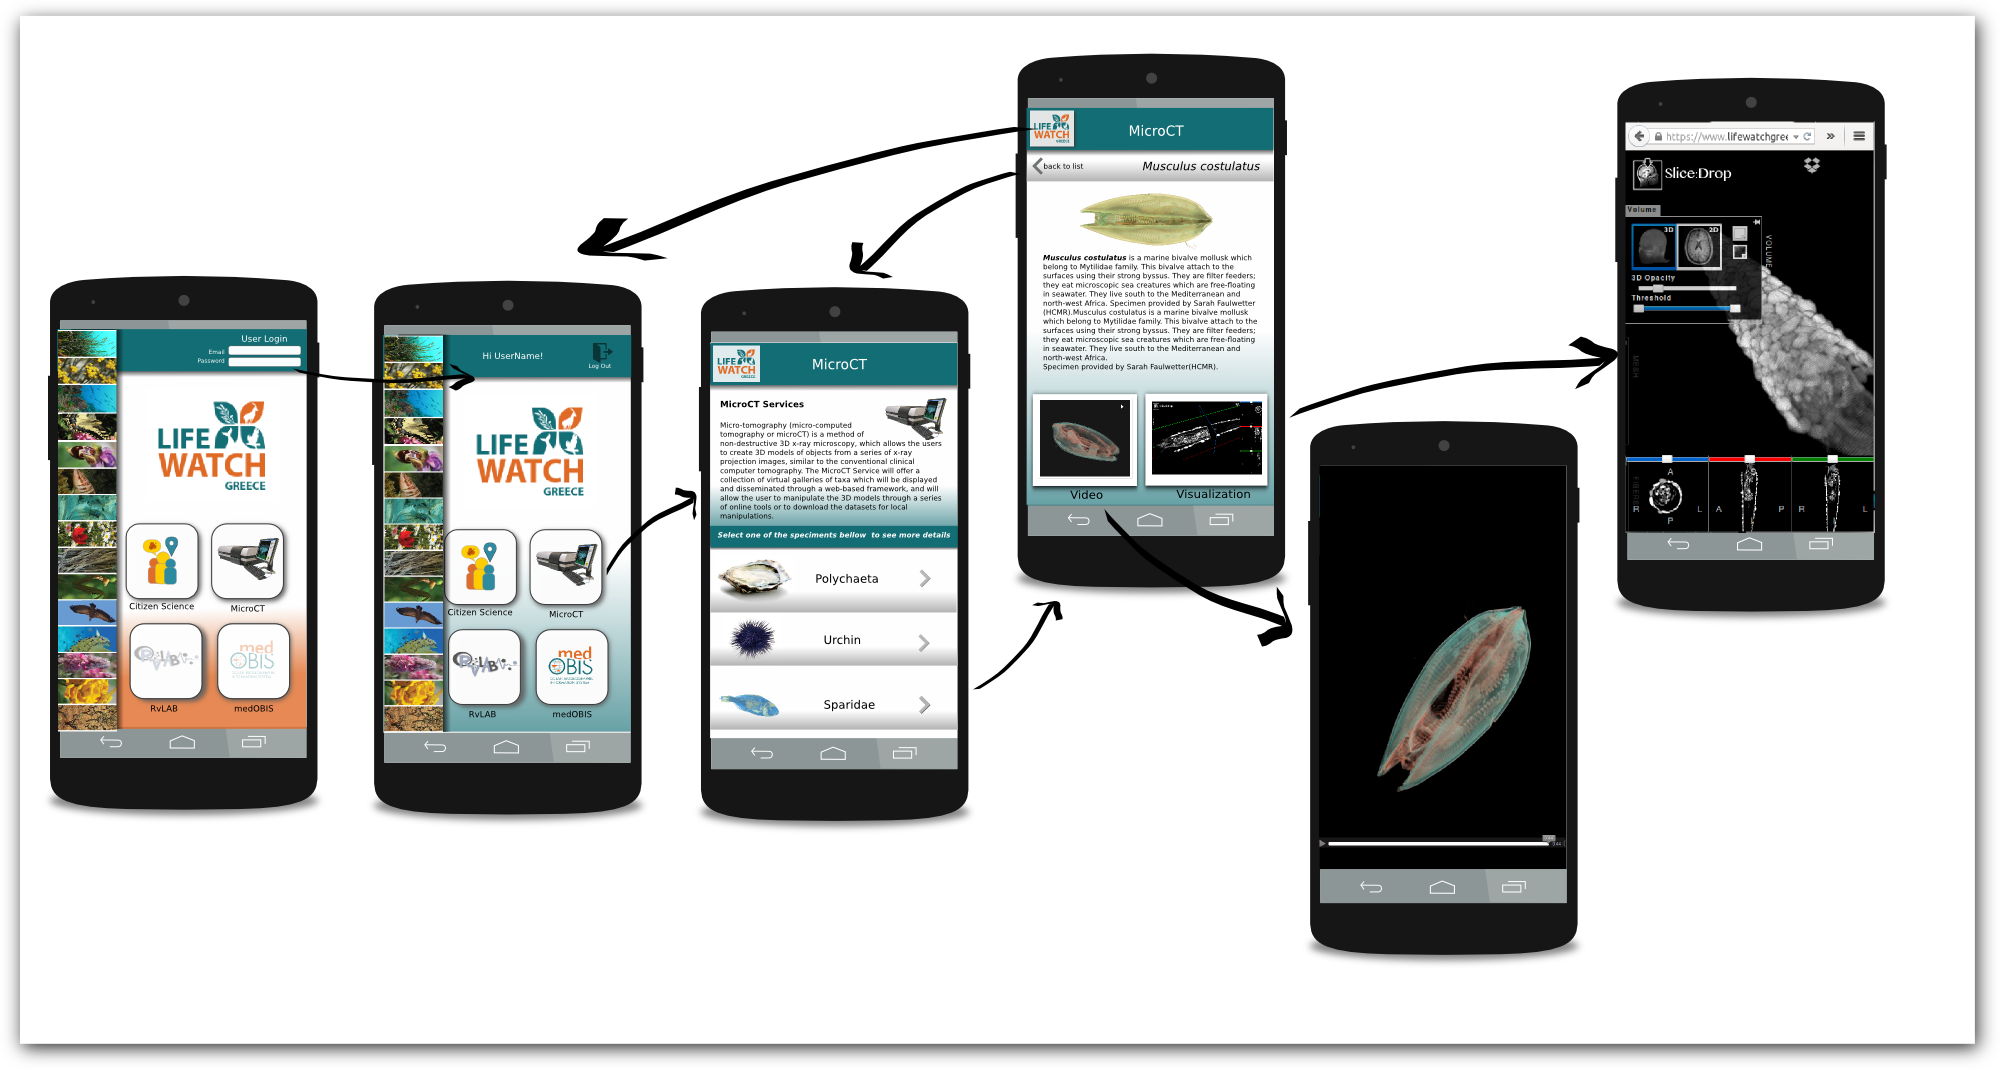 User Login
Email
Password
LIFE
WATCH
GREECE
Citizen Science
MicroCT
RvLAB
medOBIS
med
OBIS
Hi UserName!
Log Out
LIFE
WATCH
GREECE
Citizen Science
MicroCT
RvLAB
med
OBIS
RvLAB
medOBIS
LIFE
WATCH
GREECE
MicroCT
MicroCT Services
Micro-tomography (micro-computed
tomography or microCT) is a method of
non-destructive 3D x-ray microscopy, which allows the users
to create 3D models of objects from a series of x-ray
projection images, similar to the conventional clinical
computer tomography. The MicroCT Service will offer a
collection of virtual galleries of taxa which will be displayed
and disseminated through a web-based framework, and will
allow the user to manipulate the 3D models through a series
of online tools or to download the datasets for local
manipulations.
Select one of the speciments bellow to see more details
Polychaeta
Urchin
Sparidae
LIFE
WATCH
MicroCT
back to list
Musculus costulatus
Musculus costulatus is a marine bivalve mollusk which
belong to Mytilidae family. This bivalve attach to the
surfaces using their strong byssus. They are filter feeders;
they eat microscopic sea creatures which are free-floating
in seawater. They live south to the Mediterranean and
north-west Africa. Specimen provided by Sarah Faulwetter
(HCMR).Musculus costulatus is a marine bivalve mollusk
which belong to Mytilidae family. This bivalve attach to the
surfaces using their strong byssus. They are filter feeders;
they eat microscopic sea creatures which are free-floating
in seawater. They live south to the Mediterranean and
north-west Africa.
Specimen provided by Sarah Faulwetter(HCMR).
Video
Visualization
https://www.lifewatchgree
Slice:Drop
Volume
3D
2D
VOLUME
3D Opacity
Threshold
MESH
FIBERS
A
R
L
P
A
P
R
L